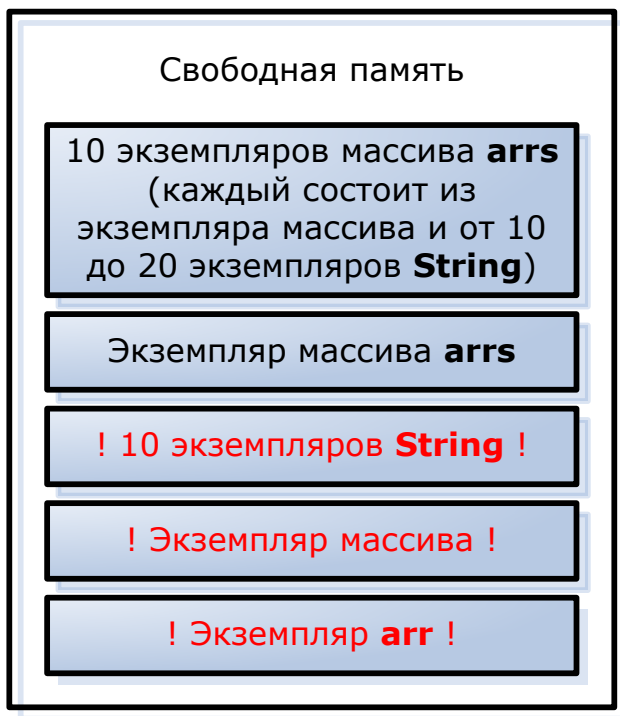 Свободная память
10 экземпляров массива arrs
(каждый состоит из
экземпляра массива и от 10
до 20 экземпляров String)
Экземпляр массива arrs
! 10 экземпляров String !
! Экземпляр массива !
! Экземпляр arr !